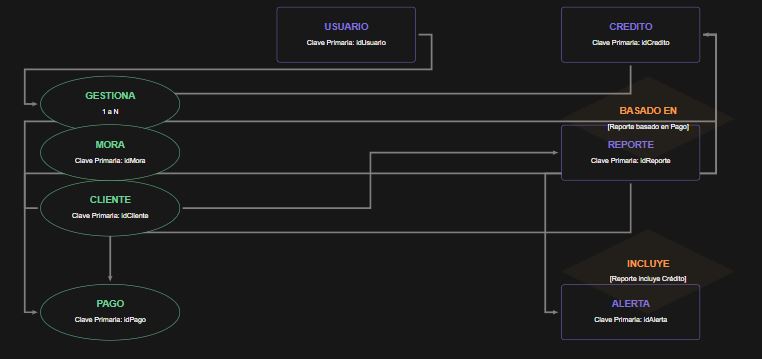 USUARIO
Clave Primaria: idUsuario
CREDITO
Clave Primaria: idCredito
GESTIONA
1 a N
BASADO EN
[Reporte basado en Pago]
MORA
Clave Primaria: idMora
REPORTE
Clave Primaria: idReporte
CLIENTE
Clave Primaria: idCliente
INCLUYE
[Reporte incluye Crédito]
PAGO
Clave Primaria: idPago
ALERTA
Clave Primaria: idAlerta